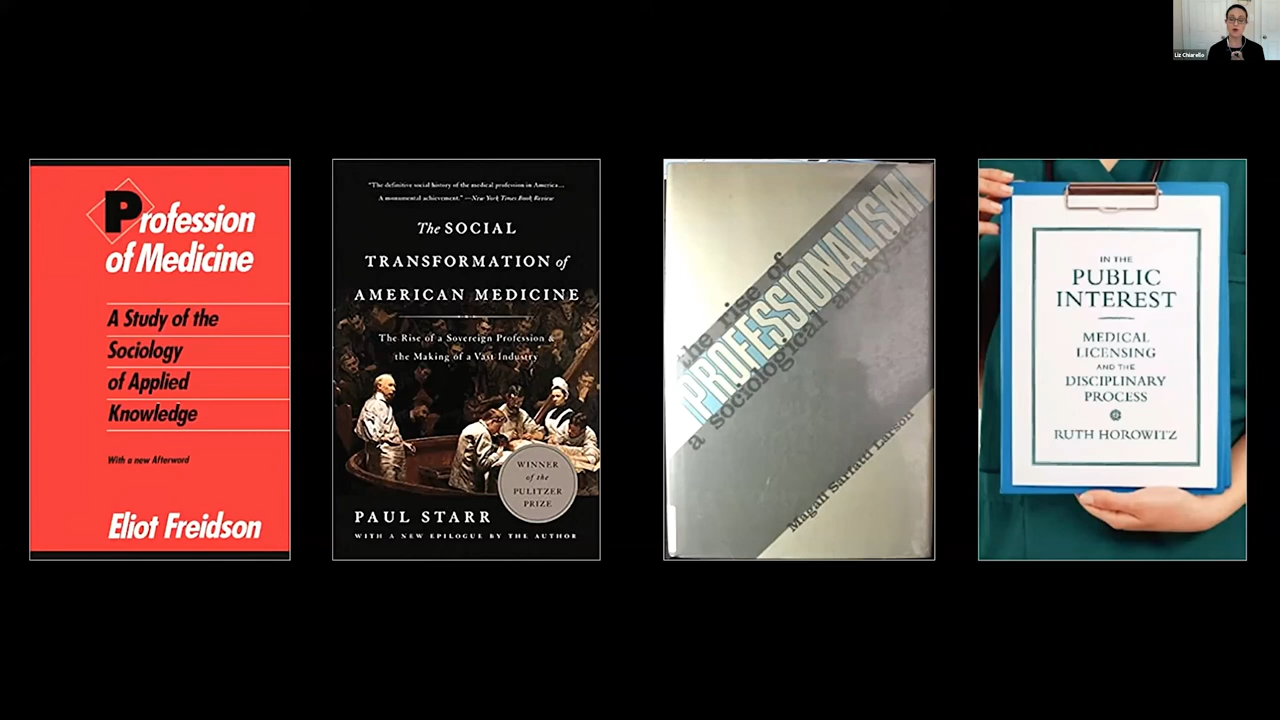 Liz Chiarello
Profession
of Medicine
A Study of the
Sociology
of Applied
Knowledge
With a new Afterword
Eliot Freidson
"The definitive social history of the medical profession in America…
A monumental achievement." —New York Times Book Review
The SOCIAL
TRANSFORMATION of
AMERICAN MEDICINE
The Rise of a Sovereign Profession &
the Making of a Vast Industry
WINNER
of the
PULITZER
PRIZE
PAUL STARR
WITH A NEW EPILOGUE BY THE AUTHOR
the rise of
PROFESSIONALISM
a sociological analysis
Magali Sarfatti Larson
IN THE
PUBLIC
INTEREST
MEDICAL
LICENSING
AND THE
DISCIPLINARY
PROCESS
RUTH HOROWITZ